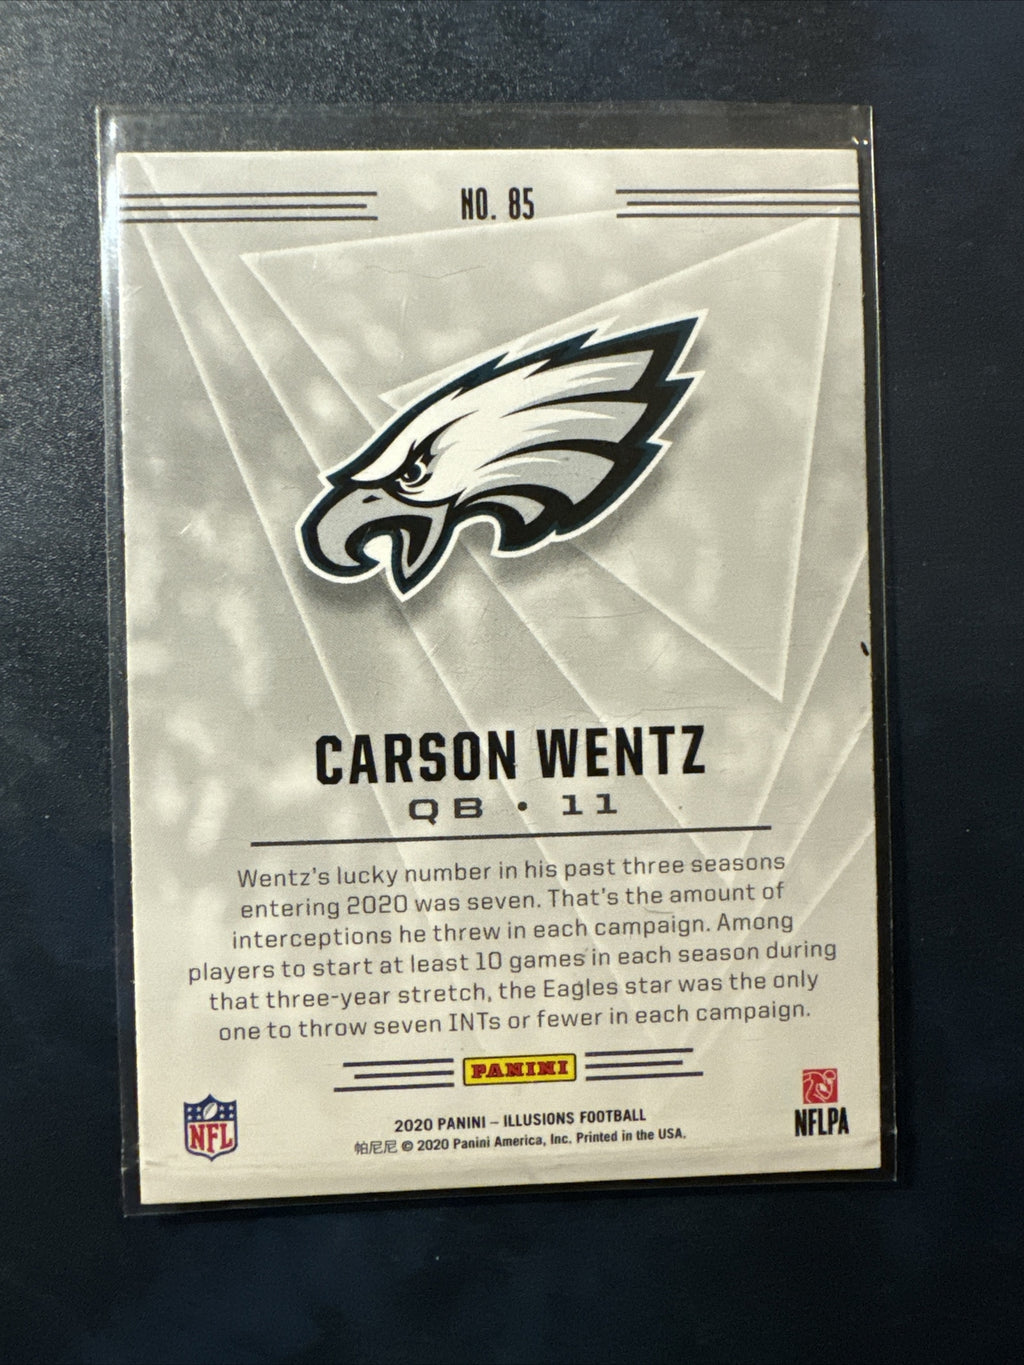 NO. 85
CARSON WENTZ
QB • 11
Wentz's lucky number in his past three seasons
entering 2020 was seven. That's the amount of
interceptions he threw in each campaign. Among
players to start at least 10 games in each season during
that three-year stretch, the Eagles star was the only
one to throw seven INTs or fewer in each campaign.
PANINI
NFL
NFLPA
2020 PANINI – ILLUSIONS FOOTBALL
帕尼尼 © 2020 Panini America, Inc. Printed in the USA.